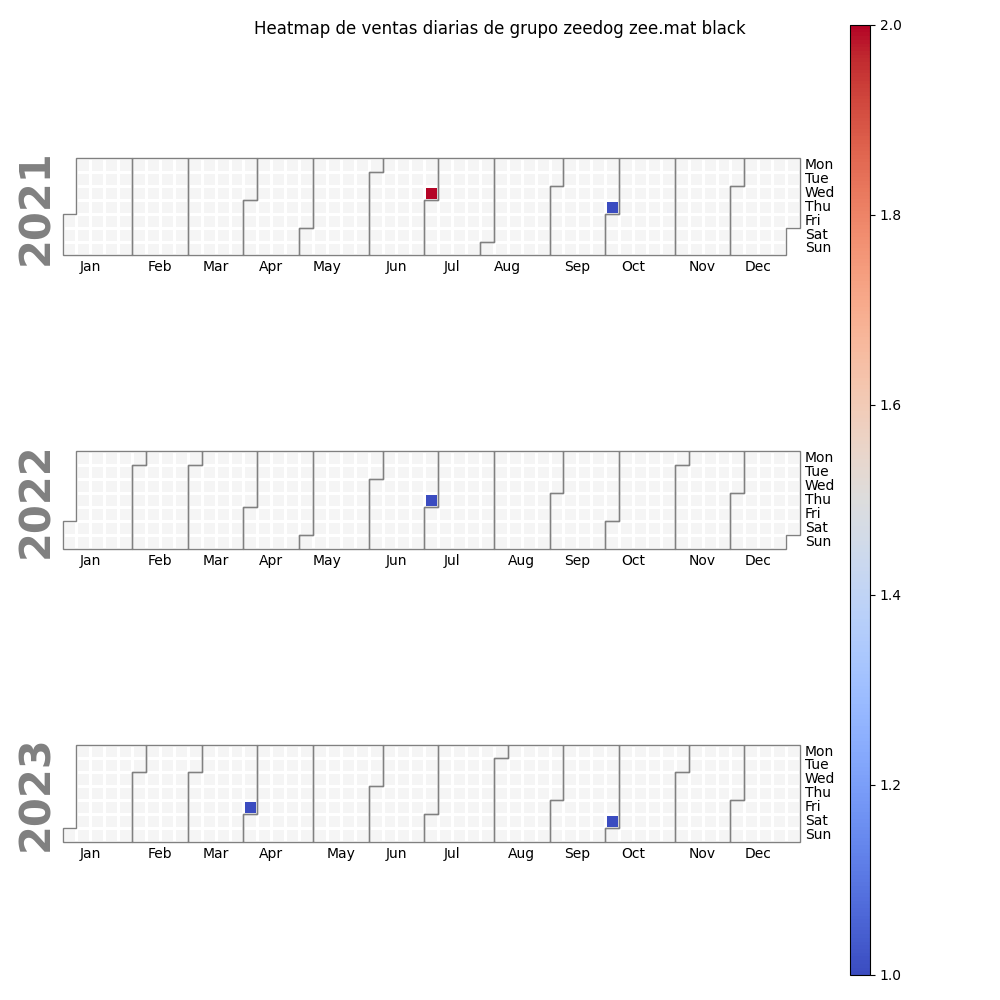 Heatmap de ventas diarias de grupo zeedog zee.mat black
2021
Mon
Tue
Wed
Thu
Fri
Sat
Sun
Jan Feb Mar Apr May Jun Jul Aug Sep Oct Nov Dec
2022
Mon
Tue
Wed
Thu
Fri
Sat
Sun
Jan Feb Mar Apr May Jun Jul Aug Sep Oct Nov Dec
2023
Mon
Tue
Wed
Thu
Fri
Sat
Sun
Jan Feb Mar Apr May Jun Jul Aug Sep Oct Nov Dec
2.0
1.8
1.6
1.4
1.2
1.0